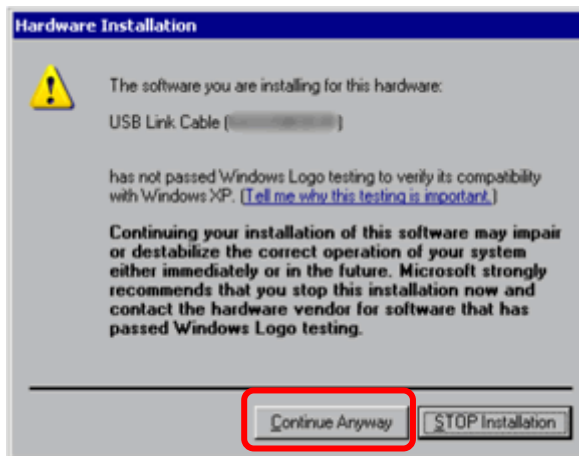 Hardware Installation
The software you are installing for this hardware:
USB Link Cable ( )
has not passed Windows Logo testing to verify its compatibility
with Windows XP. (Tell me why this testing is important.)
Continuing your installation of this software may impair
or destabilize the correct operation of your system
either immediately or in the future. Microsoft strongly
recommends that you stop this installation now and
contact the hardware vendor for software that has
passed Windows Logo testing.
Continue Anyway
STOP Installation